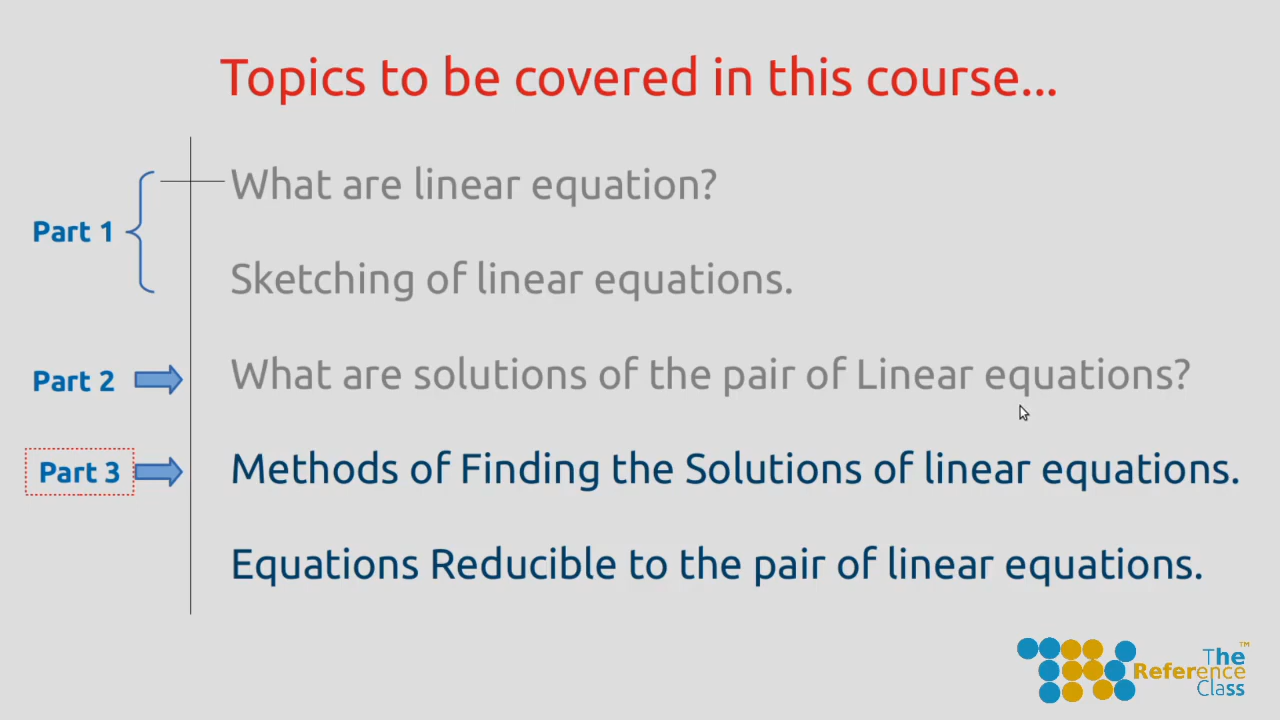 Topics to be covered in this course...
What are linear equation?
Part 1
Sketching of linear equations.
Part 2
What are solutions of the pair of Linear equations?
Part 3
Methods of Finding the Solutions of linear equations.
Equations Reducible to the pair of linear equations.
The
Reference
Class
TM